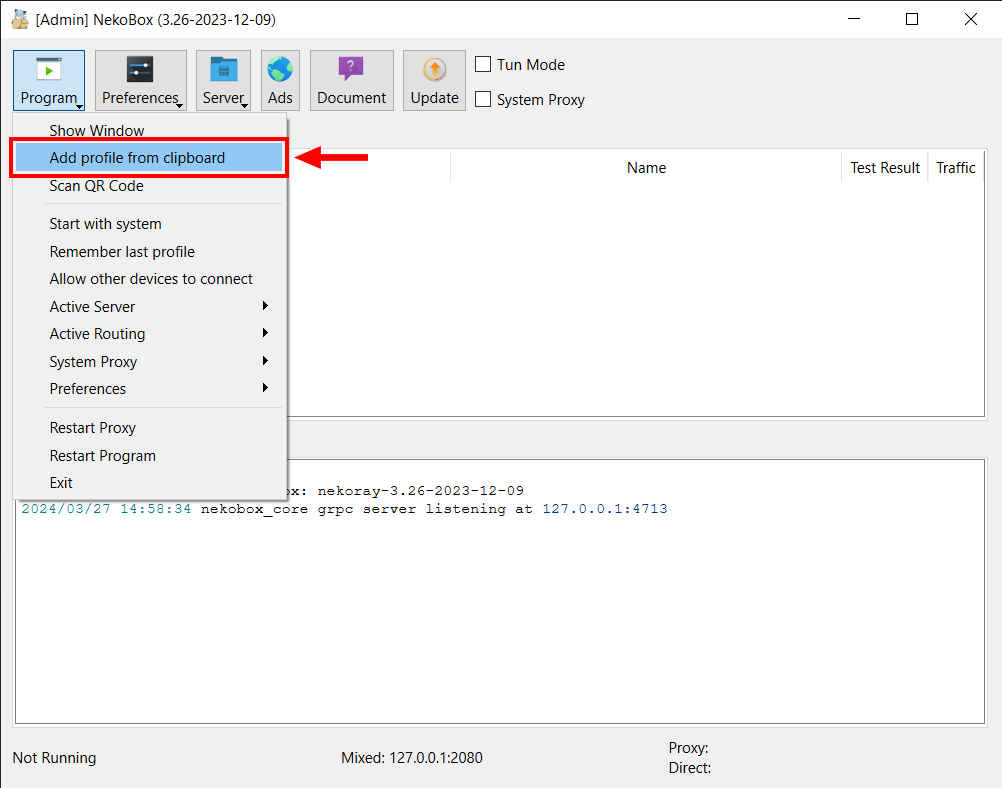 [Admin] NekoBox (3.26-2023-12-09)
Program
Preferences
Server
Ads
Document
Update
Tun Mode
System Proxy
Show Window
Add profile from clipboard
Scan QR Code
Start with system
Remember last profile
Allow other devices to connect
Active Server
Active Routing
System Proxy
Preferences
Restart Proxy
Restart Program
Exit
Name
Test Result
Traffic
ox: nekoray-3.26-2023-12-09
2024/03/27 14:58:34 nekobox_core grpc server listening at 127.0.0.1:4713
Not Running
Mixed: 127.0.0.1:2080
Proxy:
Direct: